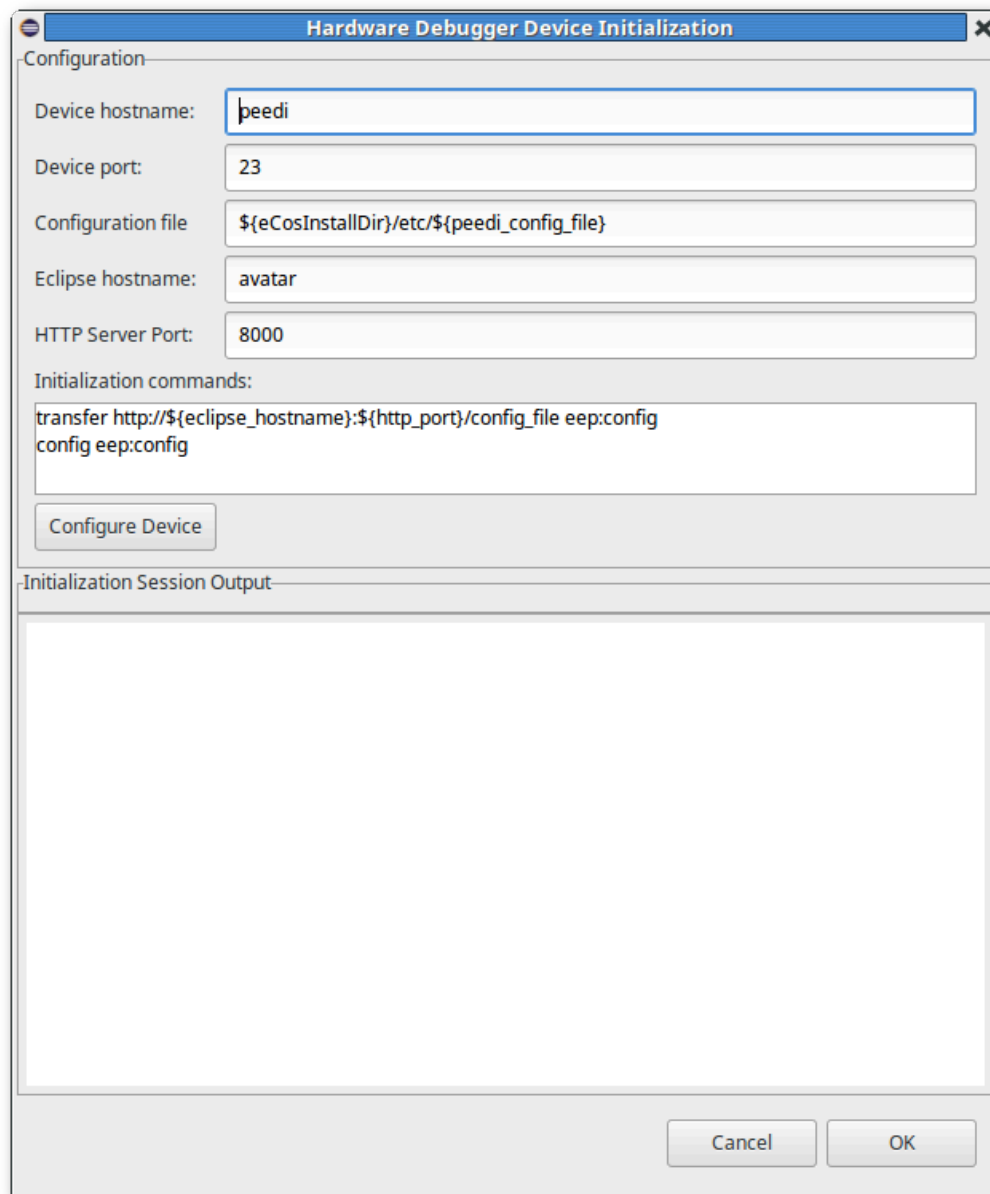 Hardware Debugger Device Initialization
Configuration
Device hostname: peedi
Device port: 23
Configuration file ${eCosInstallDir}/etc/${peedi_config_file}
Eclipse hostname: avatar
HTTP Server Port: 8000
Initialization commands:
transfer http://${eclipse_hostname}:${http_port}/config_file eep:config
config eep:config
Configure Device
Initialization Session Output
Cancel OK